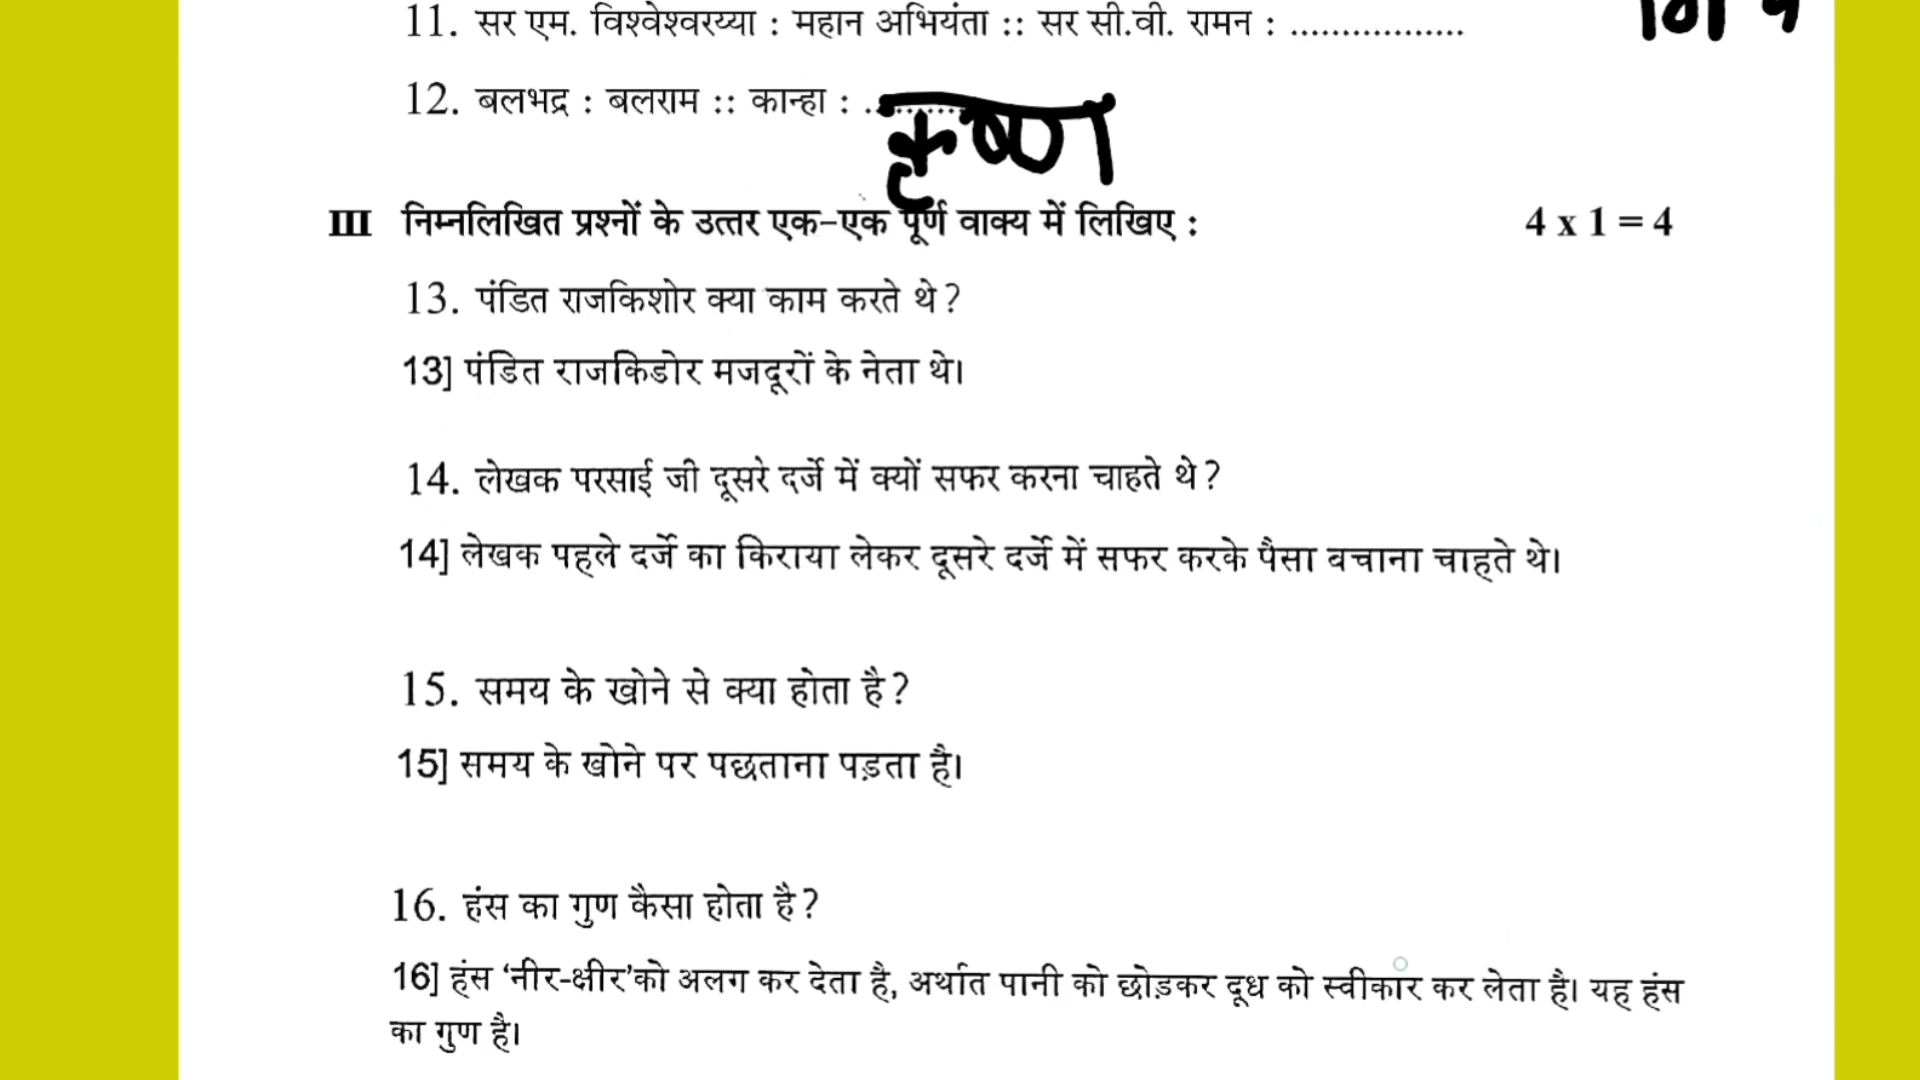 11. सर एम. विश्वेश्वरय्या : महान अभियंता :: सर सी.वी. रामन : .................
12. बलभद्र : बलराम :: कान्हा : ..........
कृष्ण
III निम्नलिखित प्रश्नों के उत्तर एक-एक पूर्ण वाक्य में लिखिए : 4 x 1 = 4
13. पंडित राजकिशोर क्या काम करते थे?
13] पंडित राजकिडोर मजदूरों के नेता थे।
14. लेखक परसाई जी दूसरे दर्जे में क्यों सफर करना चाहते थे?
14] लेखक पहले दर्जे का किराया लेकर दूसरे दर्जे में सफर करके पैसा बचाना चाहते थे।
15. समय के खोने से क्या होता है?
15] समय के खोने पर पछताना पड़ता है।
16. हंस का गुण कैसा होता है?
16] हंस ‘नीर-क्षीर’को अलग कर देता है, अर्थात पानी को छोड़कर दूध को स्वीकार कर लेता है। यह हंस
का गुण है।